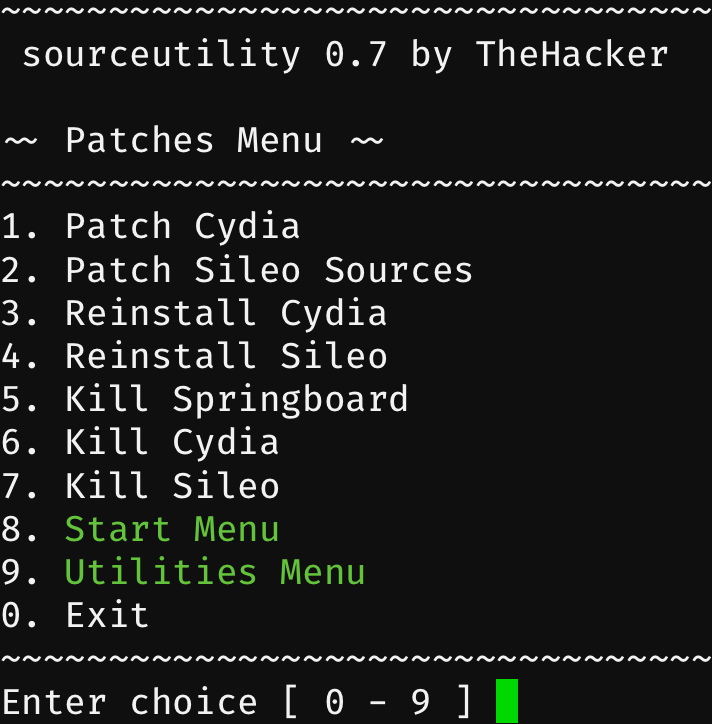 ~~~~~~~~~~~~~~~~~~~~~~~~~~~~~~~~~
sourceutility 0.7 by TheHacker
~~ Patches Menu ~~
~~~~~~~~~~~~~~~~~~~~~~~~~~~~~~~~~
1. Patch Cydia
2. Patch Sileo Sources
3. Reinstall Cydia
4. Reinstall Sileo
5. Kill Springboard
6. Kill Cydia
7. Kill Sileo
8. Start Menu
9. Utilities Menu
0. Exit
~~~~~~~~~~~~~~~~~~~~~~~~~~~~~~~~~
Enter choice [ 0 - 9 ]